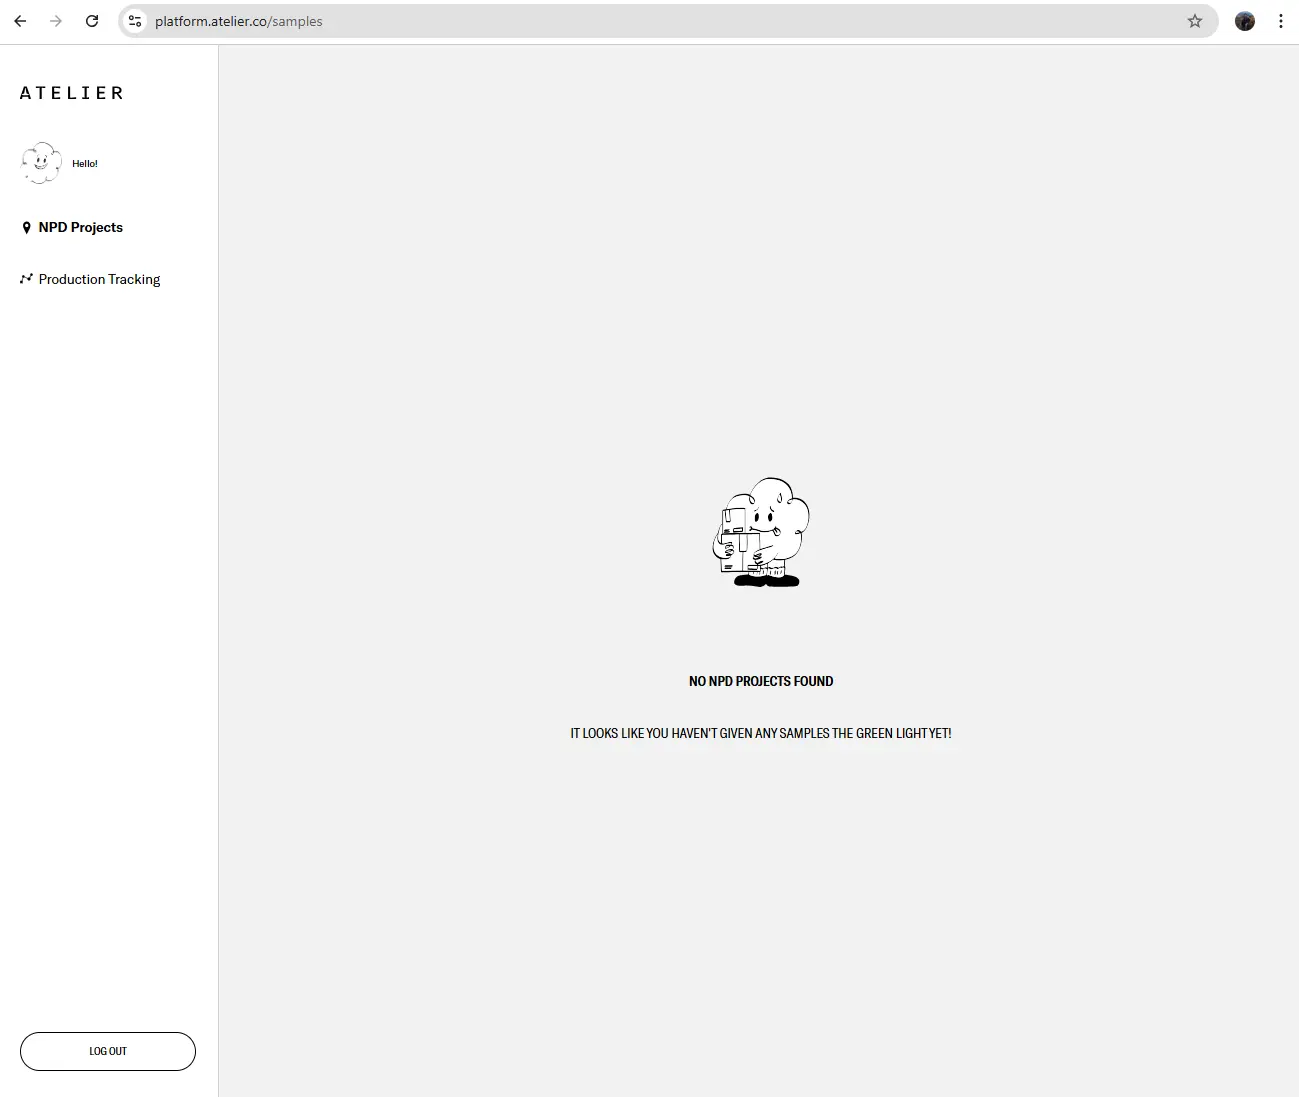 platform.atelier.co/samples
ATELIER
Hello!
NPD Projects
Production Tracking
NO NPD PROJECTS FOUND
IT LOOKS LIKE YOU HAVEN'T GIVEN ANY SAMPLES THE GREEN LIGHT YET!
LOG OUT